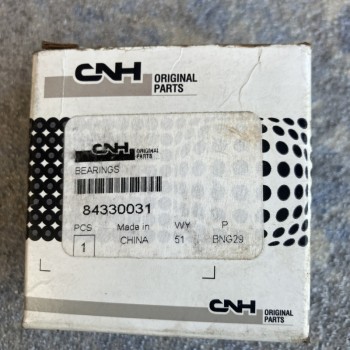 CNH ORIGINAL
PARTS
CNH ORIGINAL
PARTS
BEARINGS
84330031
PCS Made in WY P
1 CHINA 51 BNG29
CNH ORIGINAL
PARTS